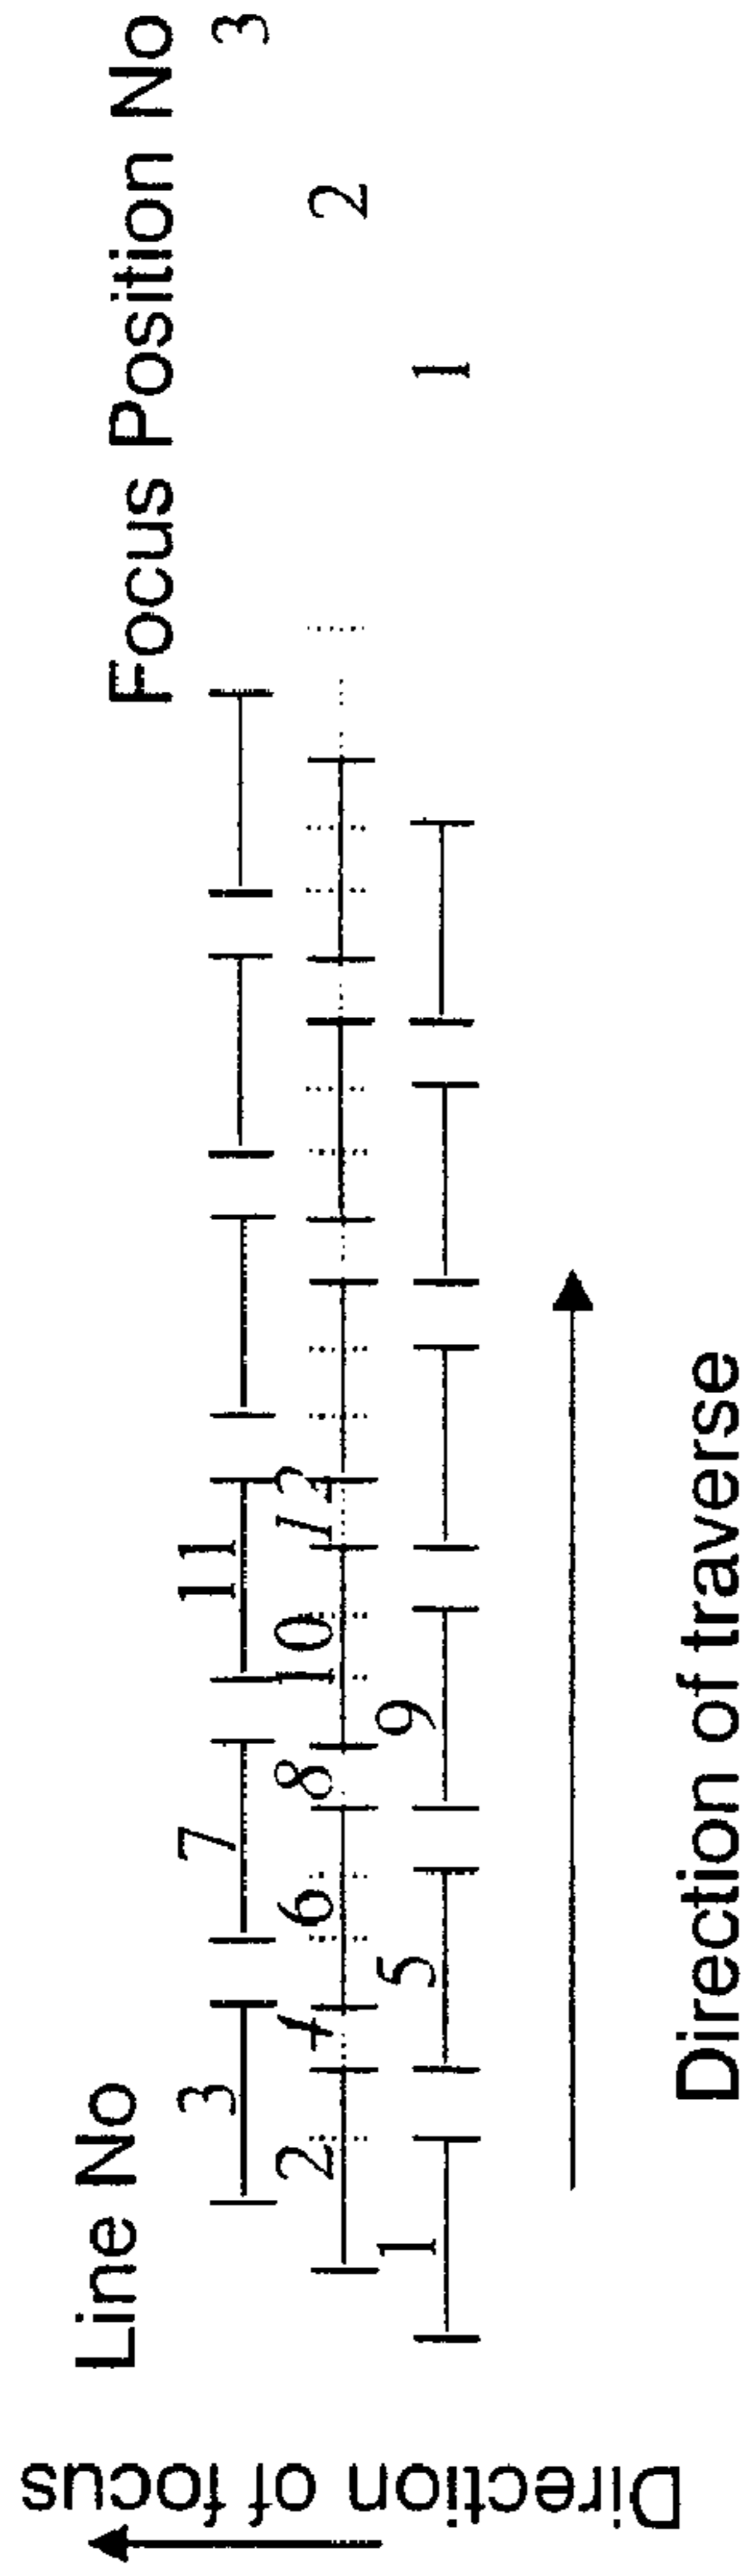 Line No
Focus Position No
3 7 11 3
2 4 6 8 10 12 2
1 5 9 1
Direction of focus
Direction of traverse